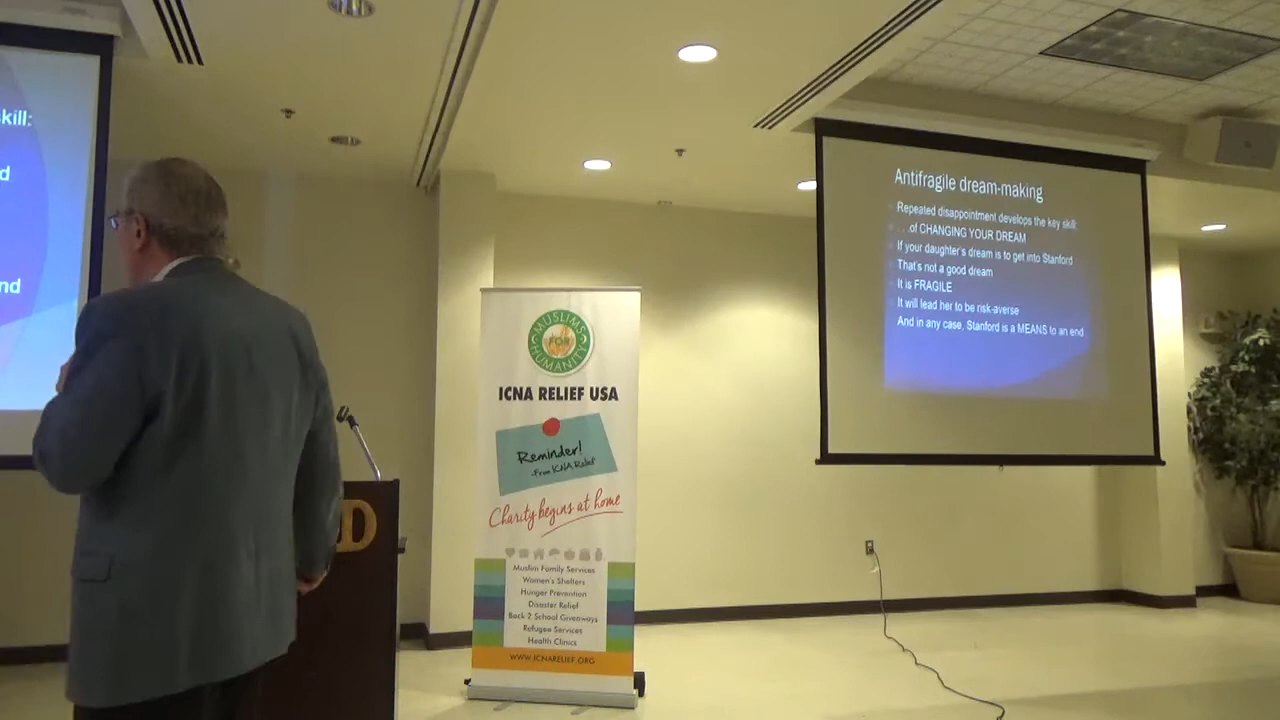 skill:
d
nd
D
MUSLIMS
FOR
HUMANITY
ICNA RELIEF USA
Reminder!
-From ICNA Relief
Charity begins at home
Muslim Family Services
Women's Shelters
Hunger Prevention
Disaster Relief
Back 2 School Giveaways
Refugee Services
Health Clinics
WWW.ICNARELIEF.ORG
Antifragile dream-making
Repeated disappointment develops the key skill:
. . .of CHANGING YOUR DREAM
If your daughter's dream is to get into Stanford
That's not a good dream
It is FRAGILE
It will lead her to be risk-averse
And in any case, Stanford is a MEANS to an end